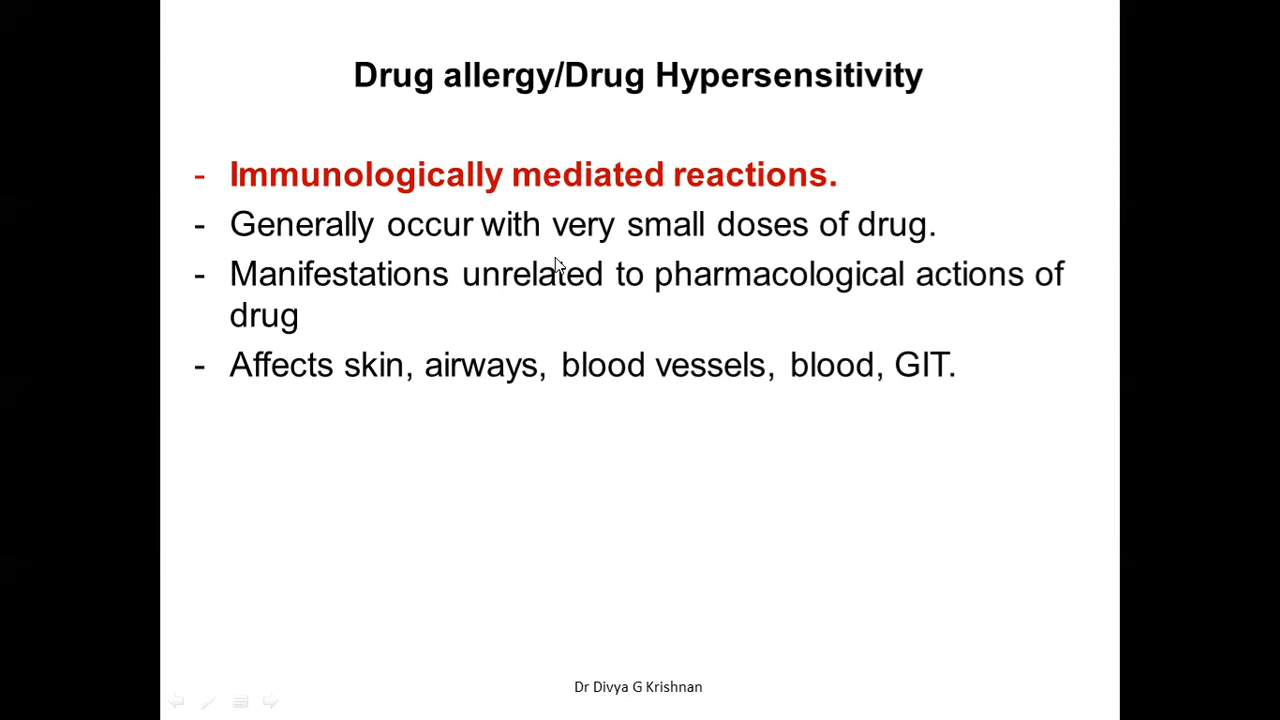 Drug allergy/Drug Hypersensitivity
- Immunologically mediated reactions.
- Generally occur with very small doses of drug.
- Manifestations unrelated to pharmacological actions of
drug
- Affects skin, airways, blood vessels, blood, GIT.
Dr Divya G Krishnan